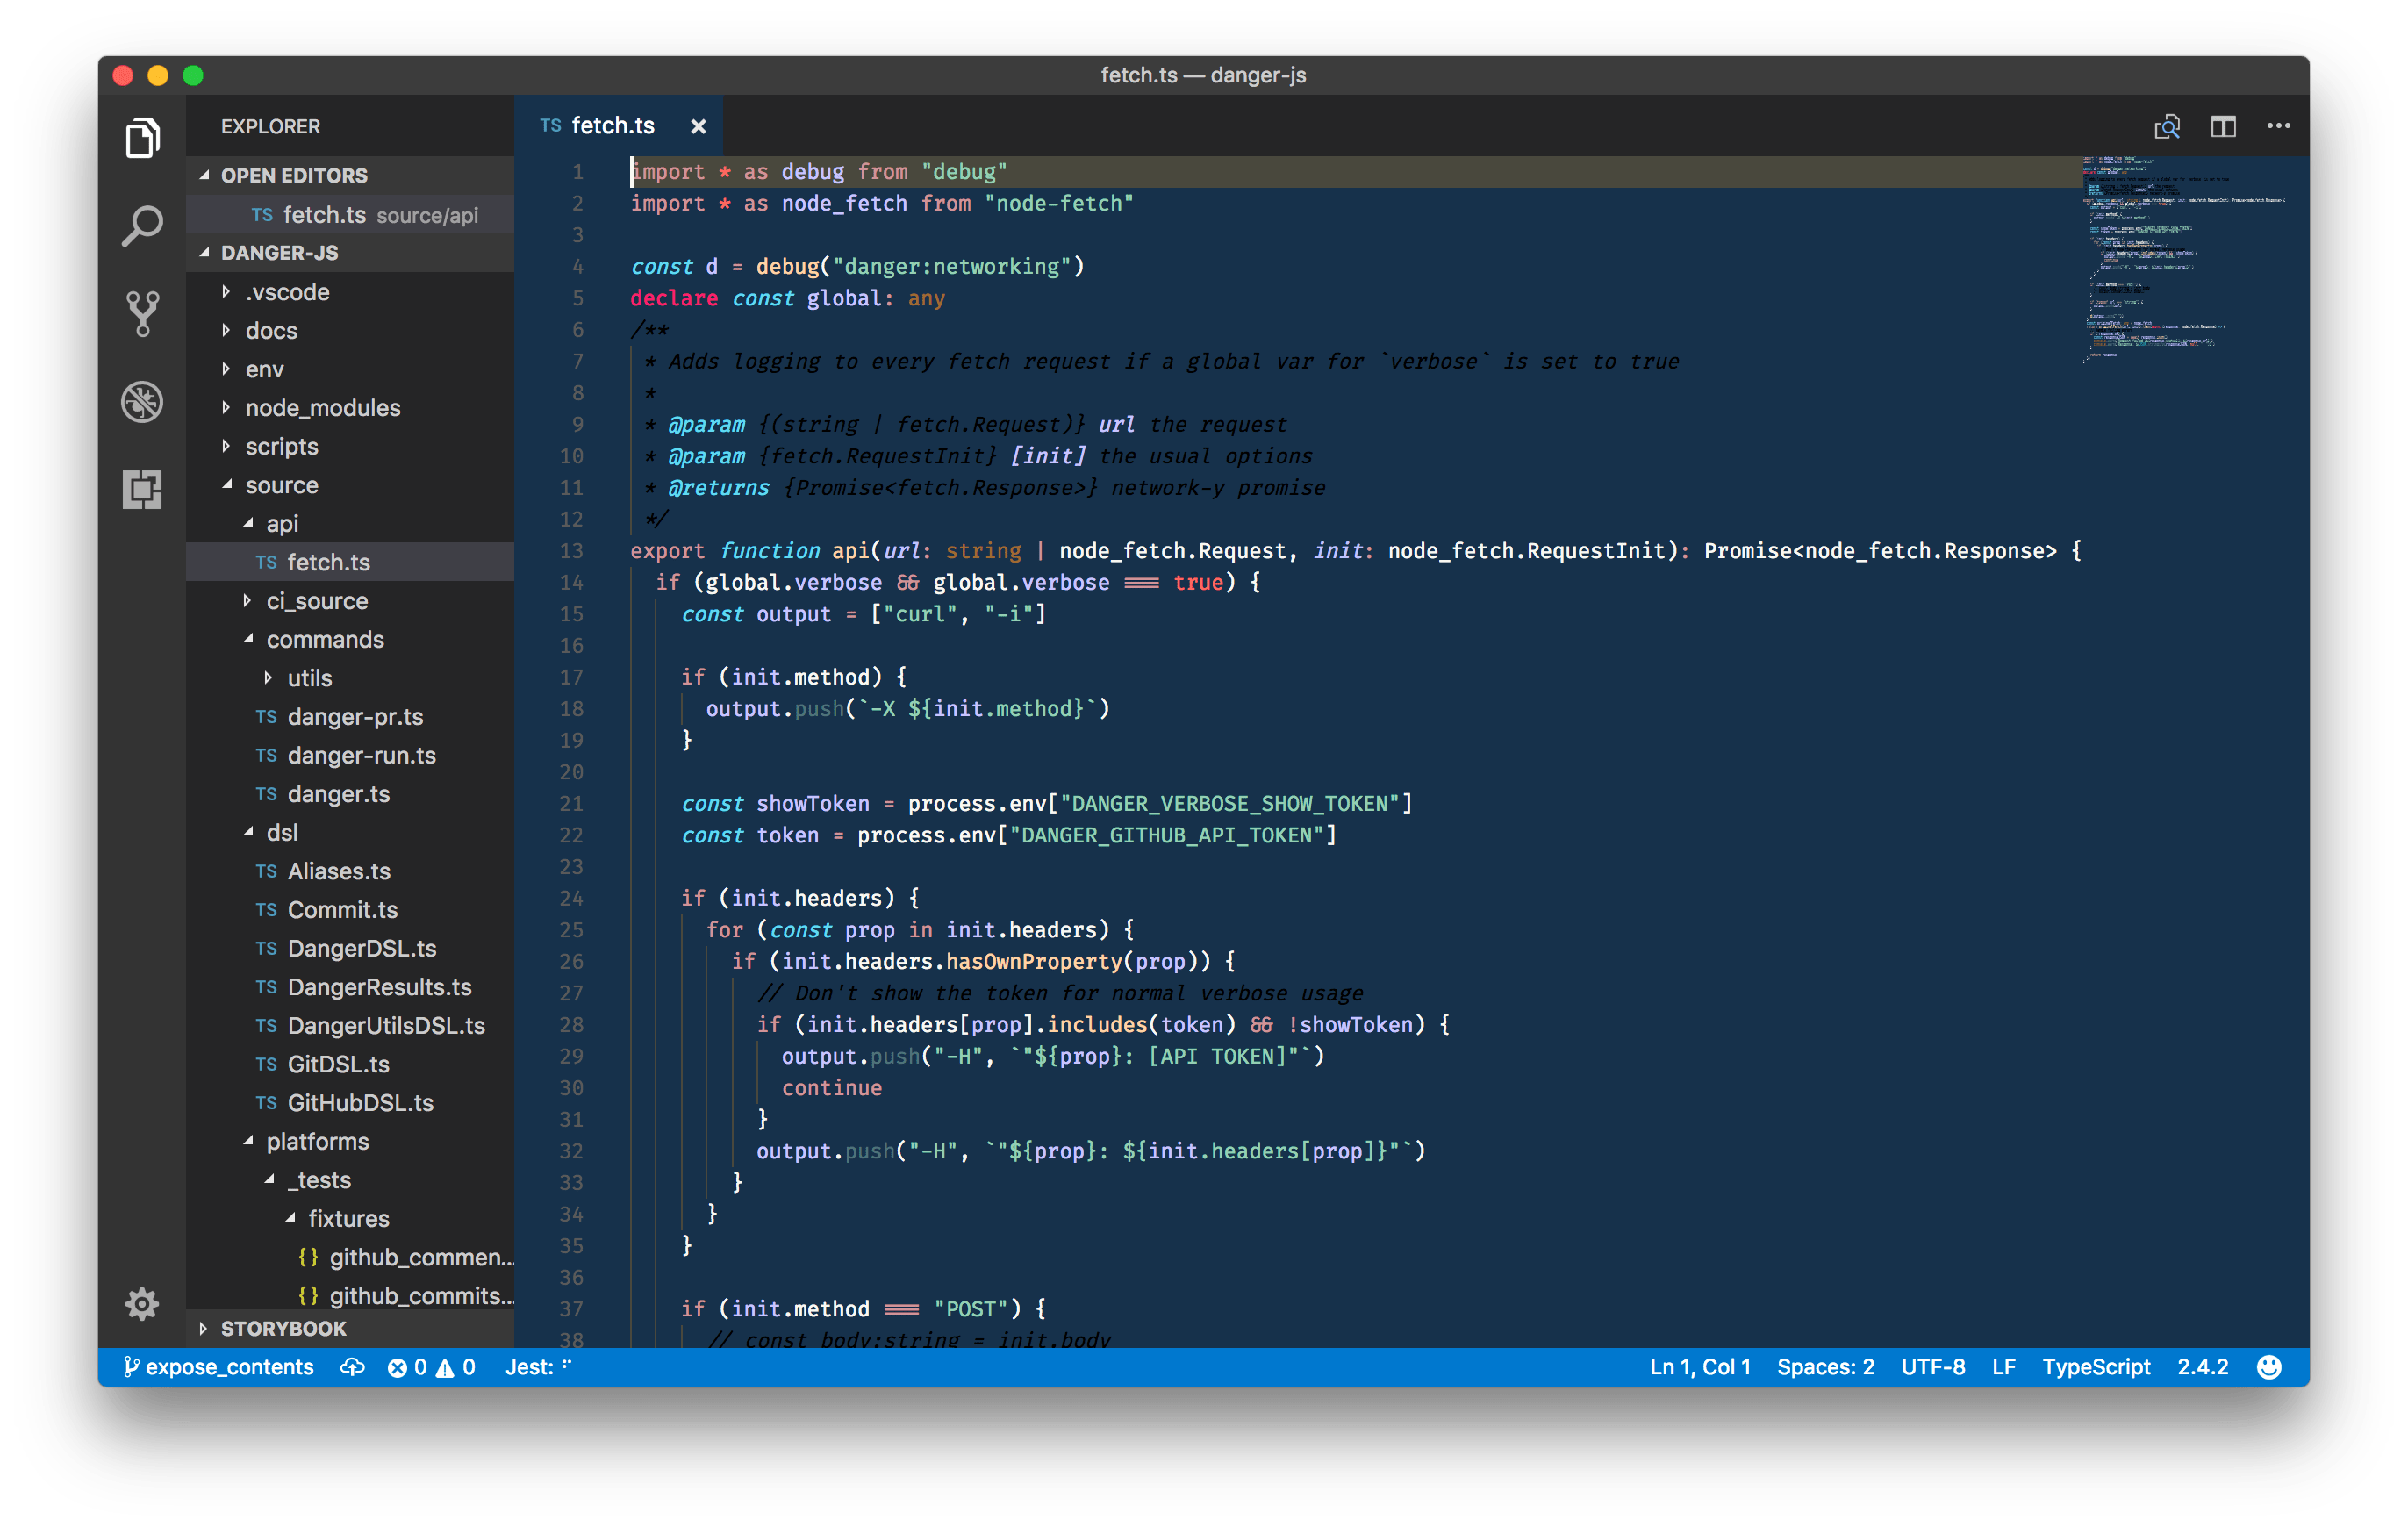 fetch.ts — danger-js
EXPLORER
OPEN EDITORS
TS fetch.ts source/api
DANGER-JS
.vscode
docs
env
node_modules
scripts
source
api
TS fetch.ts
ci_source
commands
utils
TS danger-pr.ts
TS danger-run.ts
TS danger.ts
dsl
TS Aliases.ts
TS Commit.ts
TS DangerDSL.ts
TS DangerResults.ts
TS DangerUtilsDSL.ts
TS GitDSL.ts
TS GitHubDSL.ts
platforms
_tests
fixtures
{} github_commen...
{} github_commits...
STORYBOOK
TS fetch.ts ×
1 import * as debug from "debug"
2 import * as node_fetch from "node-fetch"
3
4 const d = debug("danger:networking")
5 declare const global: any
6 /**
7 * Adds logging to every fetch request if a global var for `verbose` is set to true
8 *
9 * @param {(string | fetch.Request)} url the request
10 * @param {fetch.RequestInit} [init] the usual options
11 * @returns {Promise<fetch.Response>} network-y promise
12 */
13 export function api(url: string | node_fetch.Request, init: node_fetch.RequestInit): Promise<node_fetch.Response> {
14 if (global.verbose && global.verbose === true) {
15 const output = ["curl", "-i"]
16
17 if (init.method) {
18 output.push(`-X ${init.method}`)
19 }
20
21 const showToken = process.env["DANGER_VERBOSE_SHOW_TOKEN"]
22 const token = process.env["DANGER_GITHUB_API_TOKEN"]
23
24 if (init.headers) {
25 for (const prop in init.headers) {
26 if (init.headers.hasOwnProperty(prop)) {
27 // Don't show the token for normal verbose usage
28 if (init.headers[prop].includes(token) && !showToken) {
29 output.push("-H", `"${prop}: [API TOKEN]"`)
30 continue
31 }
32 output.push("-H", `"${prop}: ${init.headers[prop]}"`)
33 }
34 }
35 }
36
37 if (init.method === "POST") {
38 // const body:string = init.body
expose_contents 0 0 Jest: Ln 1, Col 1 Spaces: 2 UTF-8 LF TypeScript 2.4.2